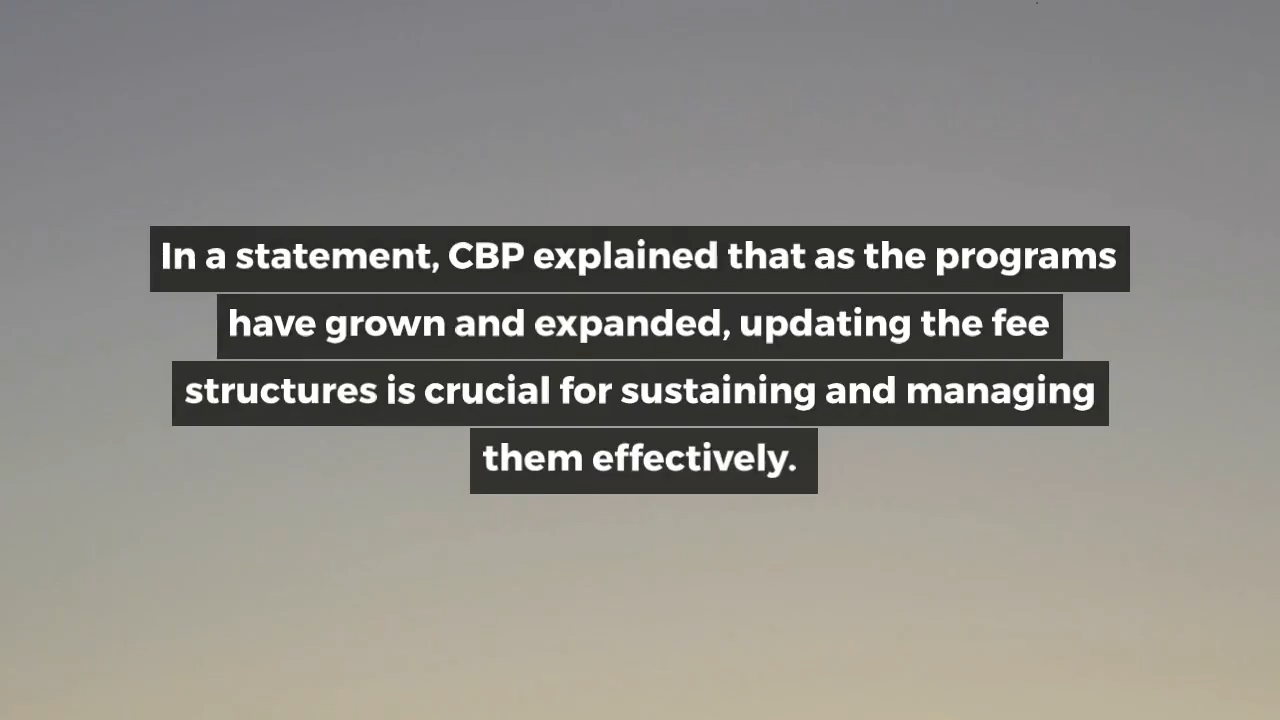 In a statement, CBP explained that as the programs
have grown and expanded, updating the fee
structures is crucial for sustaining and managing
them effectively.